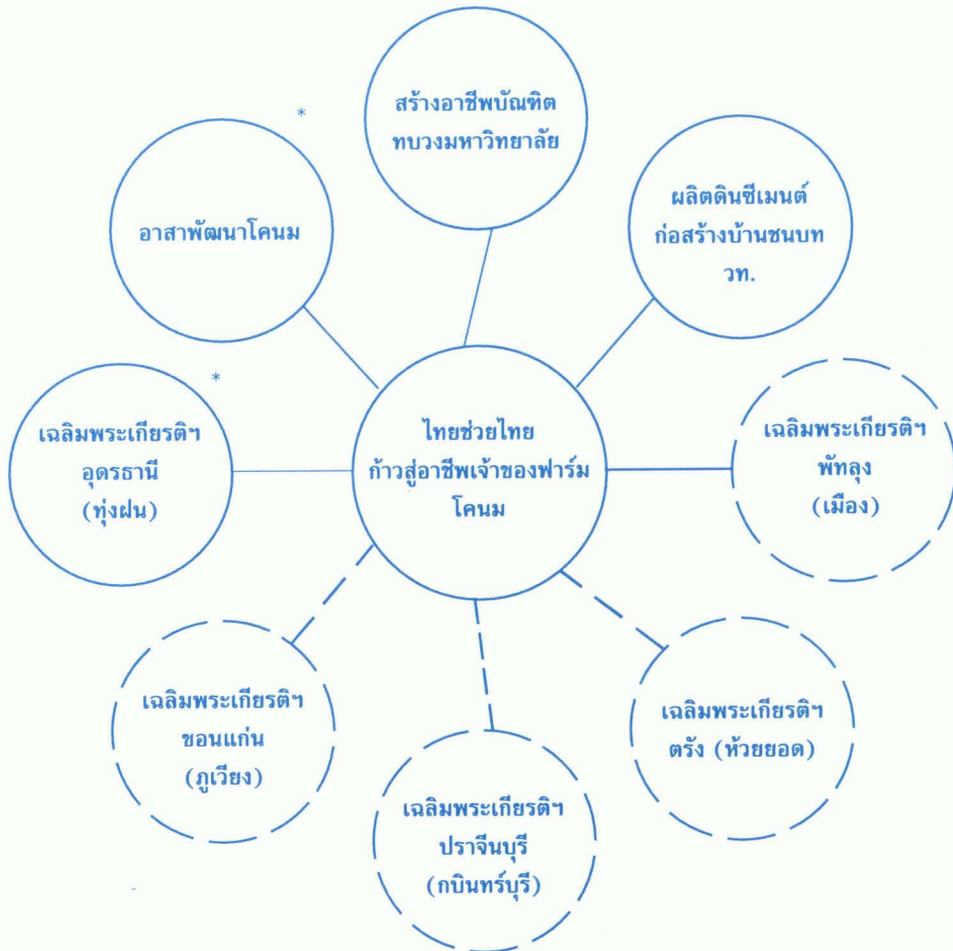 สร้างอาชีพบัณฑิต
ทบวงมหาวิทยาลัย
*
อาสาพัฒนาโคนม
ผลิตดินซีเมนต์
ก่อสร้างบ้านชนบท
วท.
*
เฉลิมพระเกียรติฯ
อุดรธานี
(ทุ่งฝน)
ไทยช่วยไทย
ก้าวสู่อาชีพเจ้าของฟาร์ม
โคนม
เฉลิมพระเกียรติฯ
พัทลุง
(เมือง)
เฉลิมพระเกียรติฯ
ขอนแก่น
(ภูเวียง)
เฉลิมพระเกียรติฯ
ปราจีนบุรี
(กบินทร์บุรี)
เฉลิมพระเกียรติฯ
ตรัง (ห้วยยอด)